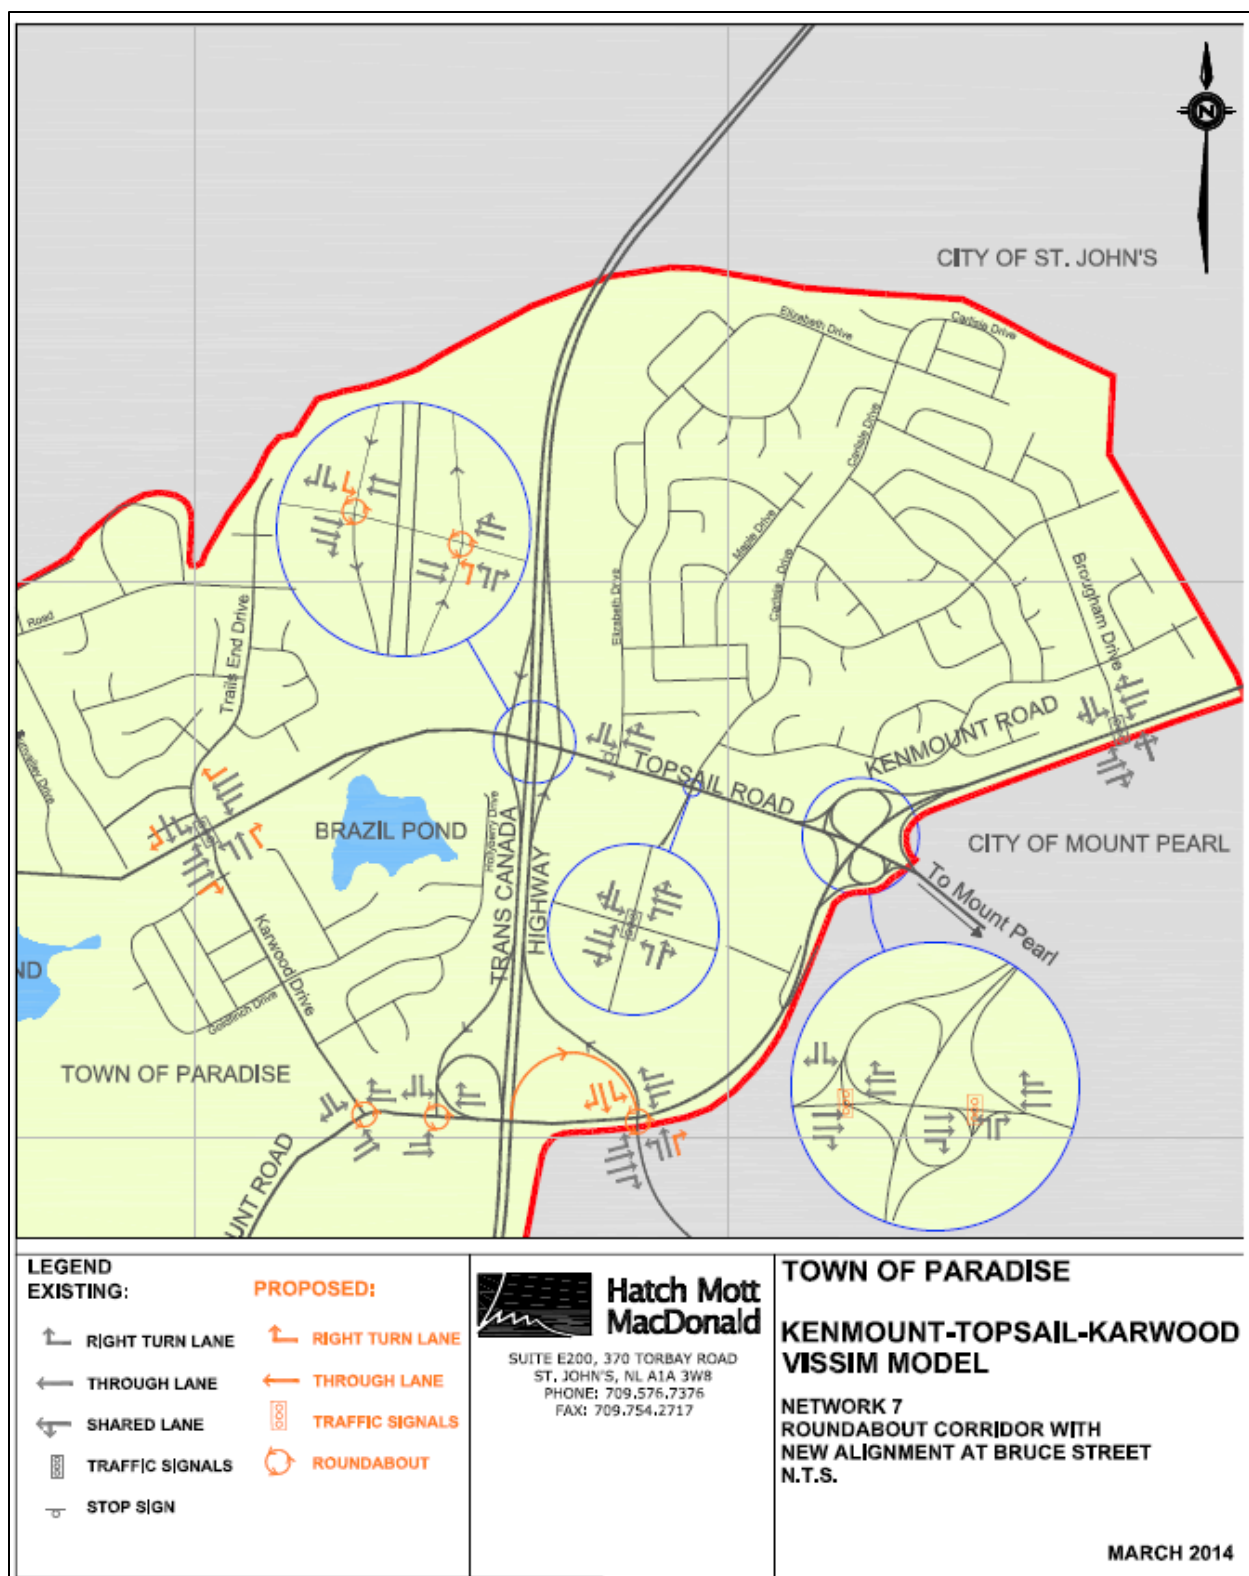 N
CITY OF ST. JOHN'S
Elizabeth Drive
Carlisle Drive
Carlisle Drive
Maple Drive
Elizabeth Drive
Carlisle Drive
Brougham Drive
Road
Trails End Drive
KENMOUNT ROAD
TOPSAIL ROAD
BRAZIL POND
Hollyberry Drive
TRANS CANADA
HIGHWAY
CITY OF MOUNT PEARL
To Mount Pearl
Karwood Drive
ND
Goldfinch Drive
TOWN OF PARADISE
UNT ROAD
LEGEND
EXISTING:
PROPOSED:
RIGHT TURN LANE
RIGHT TURN LANE
THROUGH LANE
THROUGH LANE
SHARED LANE
TRAFFIC SIGNALS
TRAFFIC SIGNALS
ROUNDABOUT
STOP SIGN
Hatch Mott
MacDonald
SUITE E200, 370 TORBAY ROAD
ST. JOHN'S, NL A1A 3W8
PHONE: 709.576.7376
FAX: 709.754.2717
TOWN OF PARADISE
KENMOUNT-TOPSAIL-KARWOOD
VISSIM MODEL
NETWORK 7
ROUNDABOUT CORRIDOR WITH
NEW ALIGNMENT AT BRUCE STREET
N.T.S.
MARCH 2014